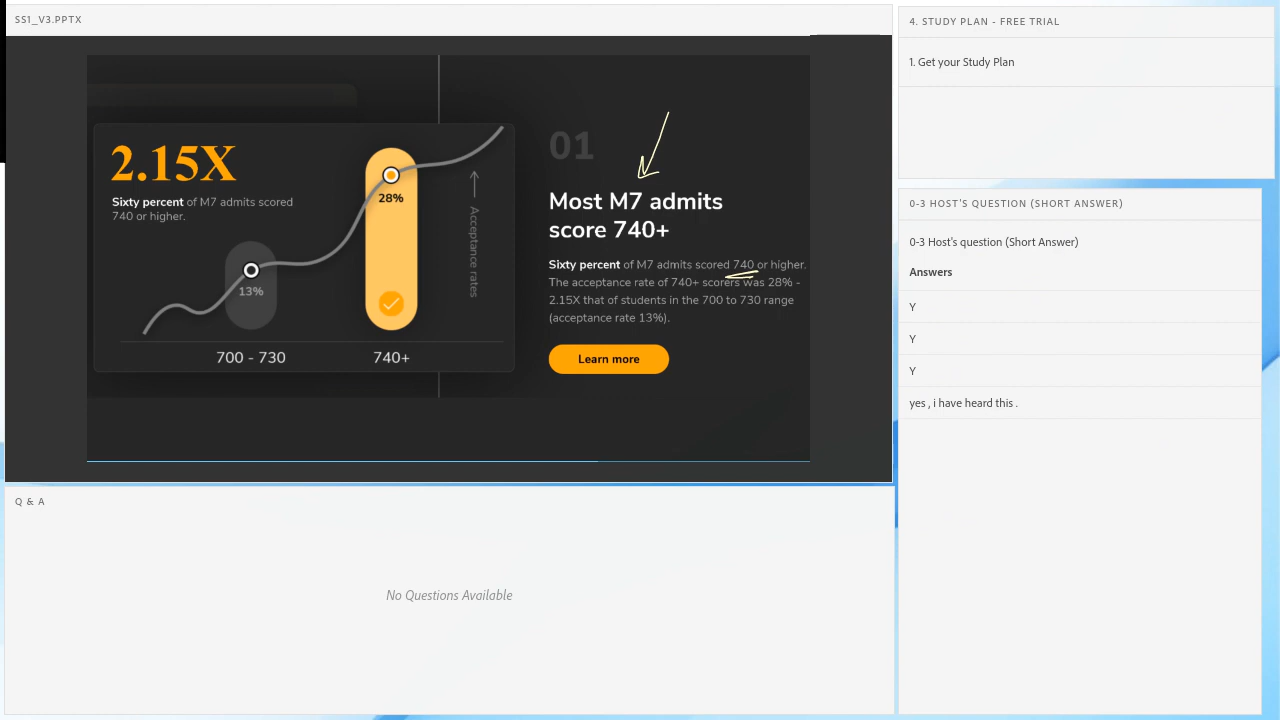 SS1_V3.PPTX
2.15X
Sixty percent of M7 admits scored
740 or higher.
28%
13%
Acceptance rates
700 - 730
740+
01
Most M7 admits
score 740+
Sixty percent of M7 admits scored 740 or higher.
The acceptance rate of 740+ scorers was 28% -
2.15X that of students in the 700 to 730 range
(acceptance rate 13%).
Learn more
Q & A
No Questions Available
4. STUDY PLAN - FREE TRIAL
1. Get your Study Plan
0-3 HOST'S QUESTION (SHORT ANSWER)
0-3 Host's question (Short Answer)
Answers
Y
Y
Y
yes , i have heard this .